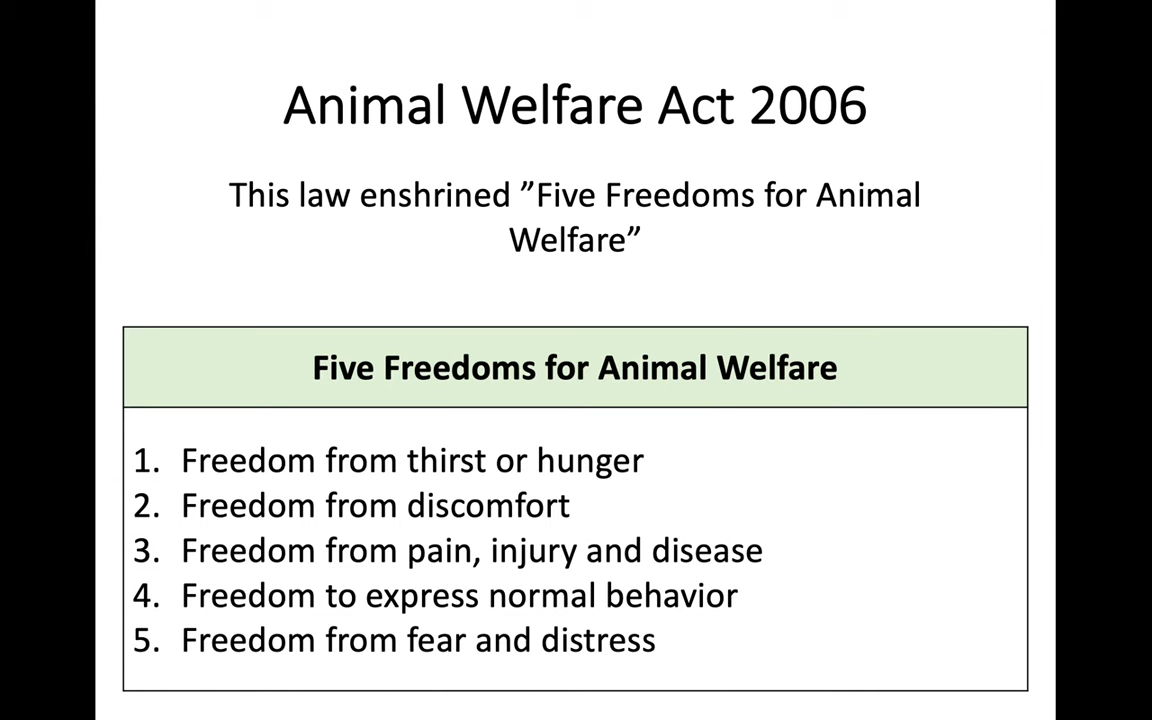 Animal Welfare Act 2006
This law enshrined ”Five Freedoms for Animal
Welfare”
Five Freedoms for Animal Welfare
1. Freedom from thirst or hunger
2. Freedom from discomfort
3. Freedom from pain, injury and disease
4. Freedom to express normal behavior
5. Freedom from fear and distress